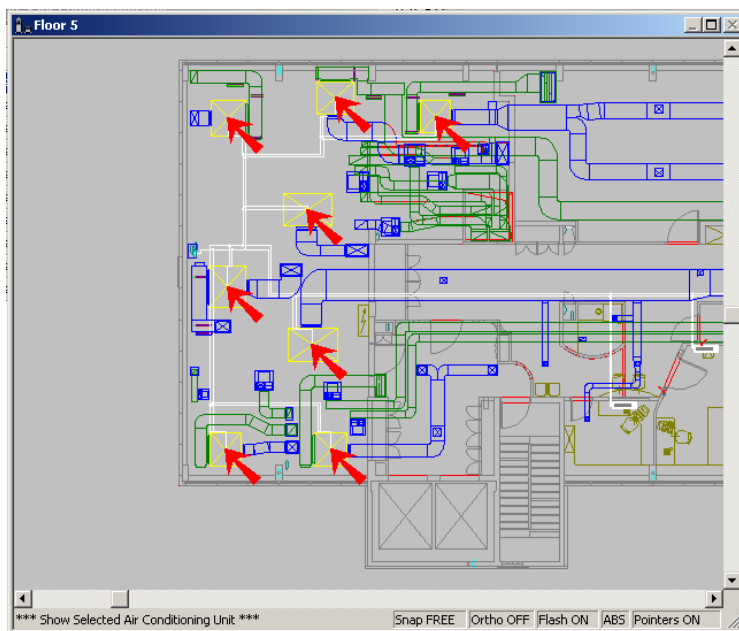 Floor 5
*** Show Selected Air Conditioning Unit ***
Snap FREE
Ortho OFF
Flash ON
ABS
Pointers ON